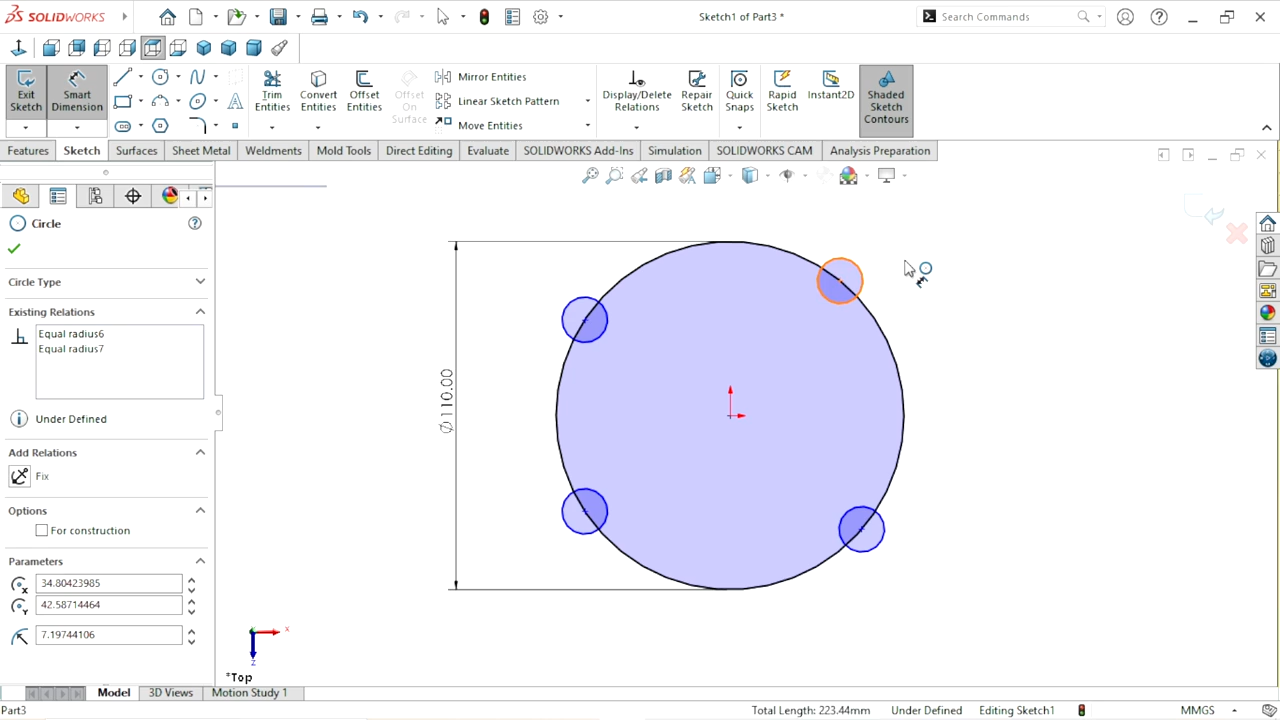 SOLIDWORKS
Sketch1 of Part3 *
Search Commands
Exit Sketch
Smart Dimension
Trim Entities
Convert Entities
Offset Entities
Offset On Surface
Mirror Entities
Linear Sketch Pattern
Move Entities
Display/Delete Relations
Repair Sketch
Quick Snaps
Rapid Sketch
Instant2D
Shaded Sketch Contours
Features
Sketch
Surfaces
Sheet Metal
Weldments
Mold Tools
Direct Editing
Evaluate
SOLIDWORKS Add-Ins
Simulation
SOLIDWORKS CAM
Analysis Preparation
Circle
Circle Type
Existing Relations
Equal radius6
Equal radius7
Under Defined
Add Relations
Fix
Options
For construction
Parameters
34.80423985
42.58714464
7.19744106
∅110.00
x
z
*Top
Model
3D Views
Motion Study 1
Part3
Total Length: 223.44mm
Under Defined
Editing Sketch1
MMGS